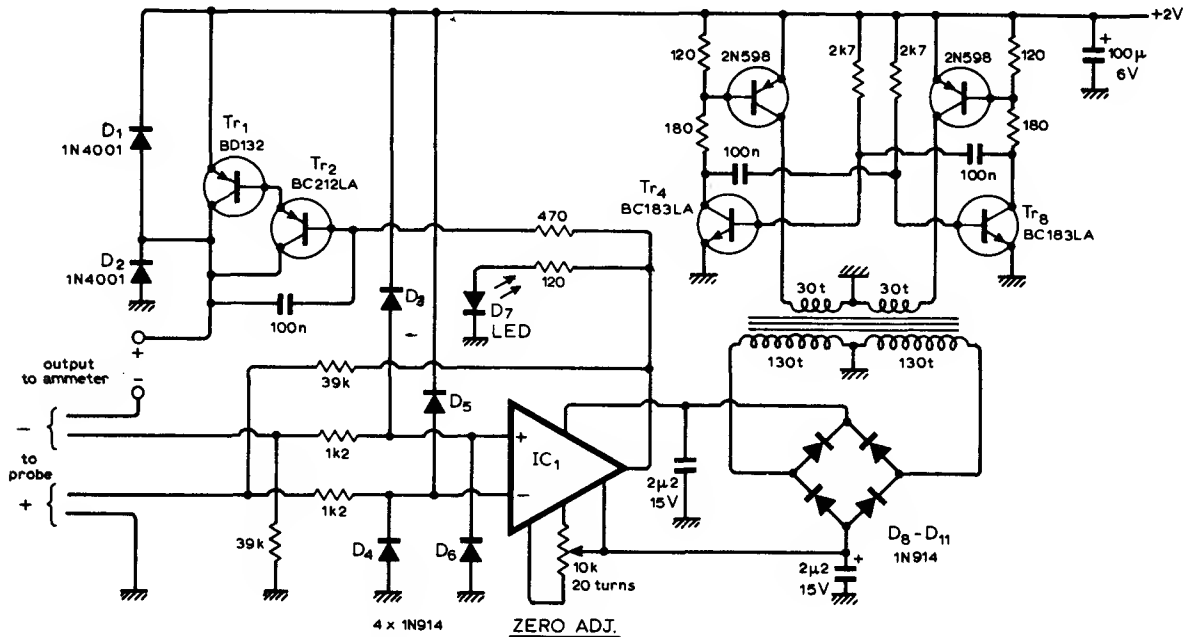 +2V
120
2N598
2k7
2k7
2N598
120
+
100µ
6V
D1
1N4001
Tr1
BD132
Tr2
BC212LA
180
180
100n
100n
Tr4
BC183LA
Tr8
BC183LA
470
D2
1N4001
120
D7
LED
D3
100n
30t
30t
130t
130t
+
output
to ammeter
-
39k
D5
-
to
probe
+
1k2
+
IC1
-
1k2
2µ2
15V
39k
D4
D6
10k
20 turns
D8-D11
1N914
+
2µ2
15V
4 x 1N914
ZERO ADJ.